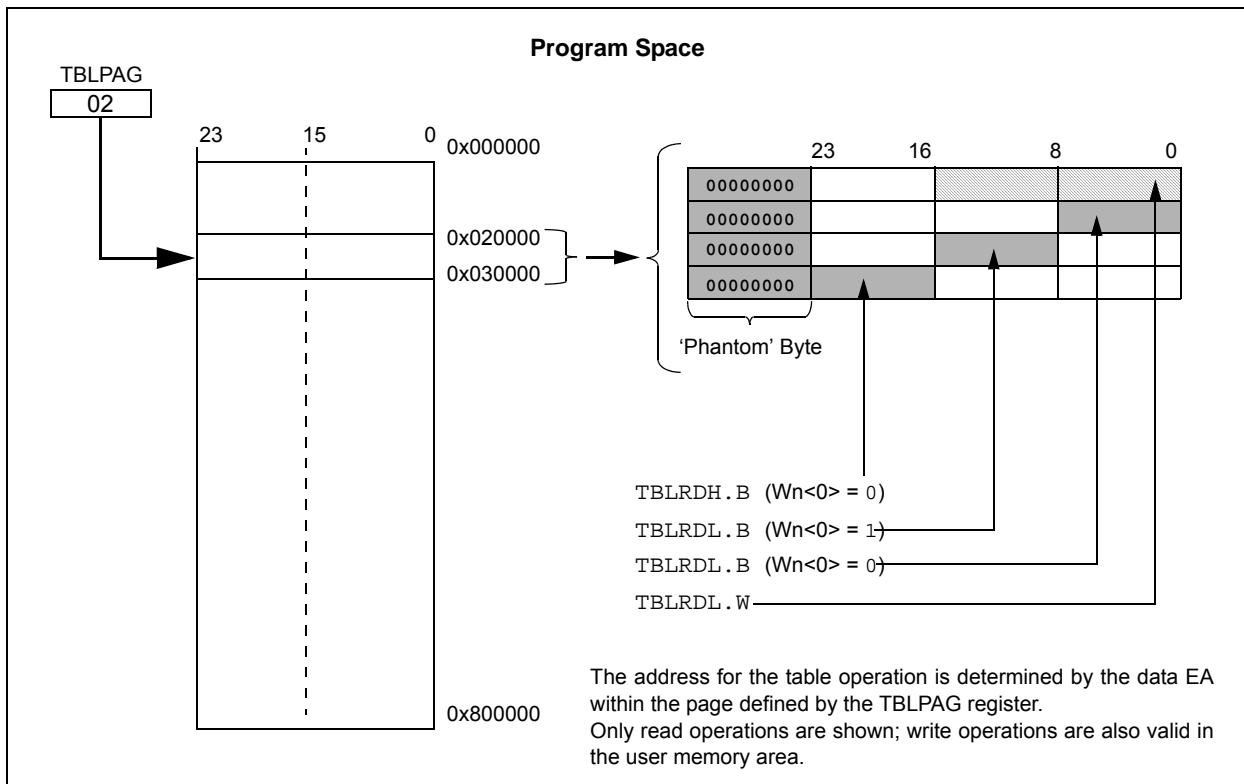 Program Space
TBLPAG
02
23 15 0
0x000000
0x020000
0x030000
0x800000
23 16 8 0
00000000
00000000
00000000
00000000
‘Phantom’ Byte
TBLRDH.B (Wn<0> = 0)
TBLRDL.B (Wn<0> = 1)
TBLRDL.B (Wn<0> = 0)
TBLRDL.W
The address for the table operation is determined by the data EA
within the page defined by the TBLPAG register.
Only read operations are shown; write operations are also valid in
the user memory area.